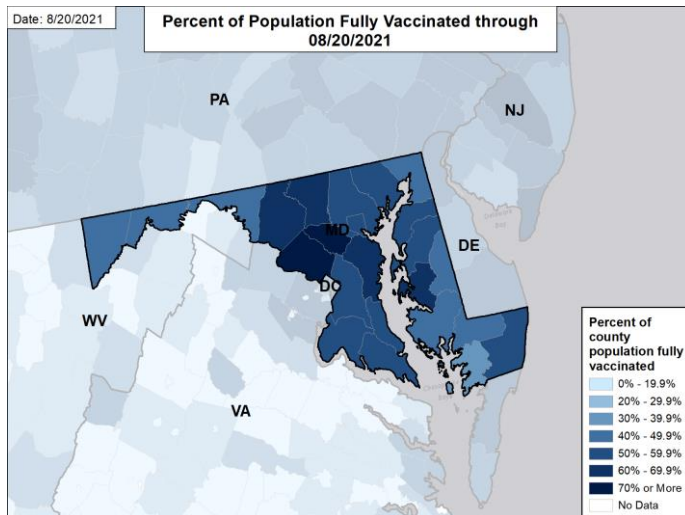 Date: 8/20/2021
Percent of Population Fully Vaccinated through
08/20/2021
PA
NJ
MD
DE
DC
WV
VA
Delaware
Bay
Percent of
county
population fully
vaccinated
0% - 19.9%
20% - 29.9%
30% - 39.9%
40% - 49.9%
50% - 59.9%
60% - 69.9%
70% or More
No Data